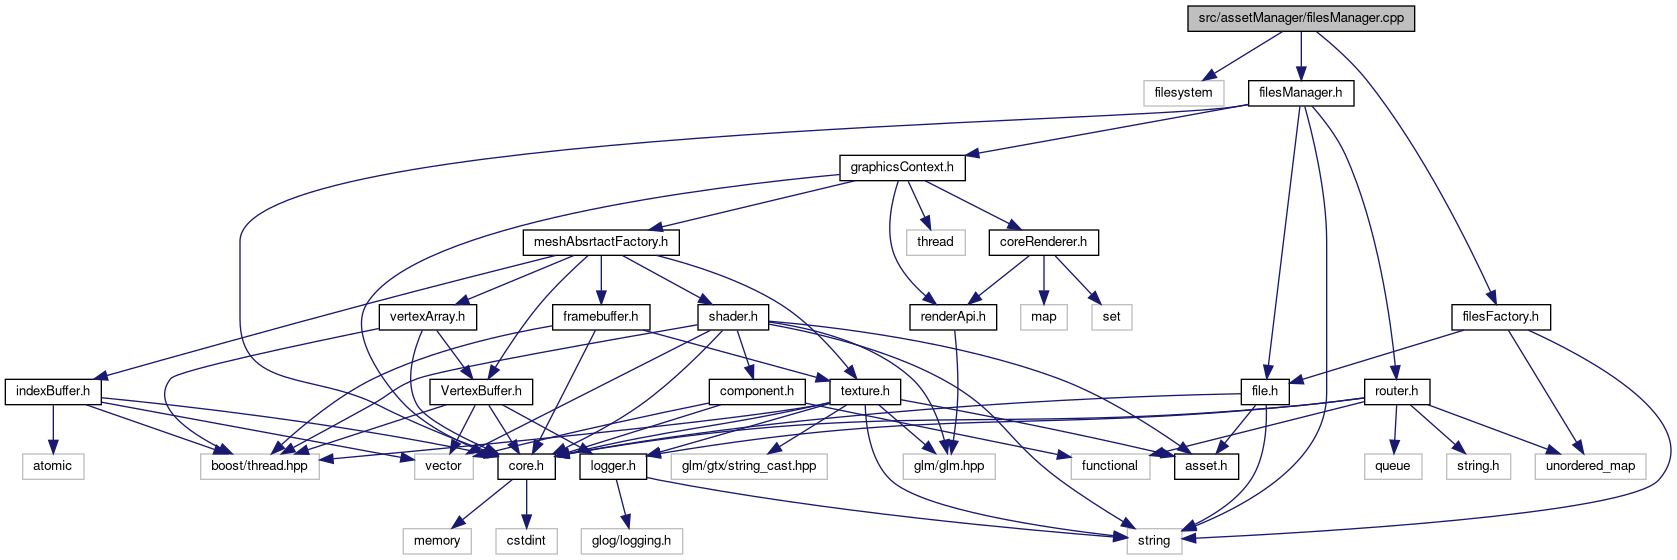 src/assetManager/filesManager.cpp
filesystem
filesManager.h
graphicsContext.h
meshAbsrtactFactory.h
thread
coreRenderer.h
vertexArray.h
framebuffer.h
shader.h
renderApi.h
map
set
filesFactory.h
indexBuffer.h
VertexBuffer.h
component.h
texture.h
file.h
router.h
atomic
boost/thread.hpp
vector
core.h
logger.h
glm/gtx/string_cast.hpp
glm/glm.hpp
functional
asset.h
queue
string.h
unordered_map
memory
cstdint
glog/logging.h
string